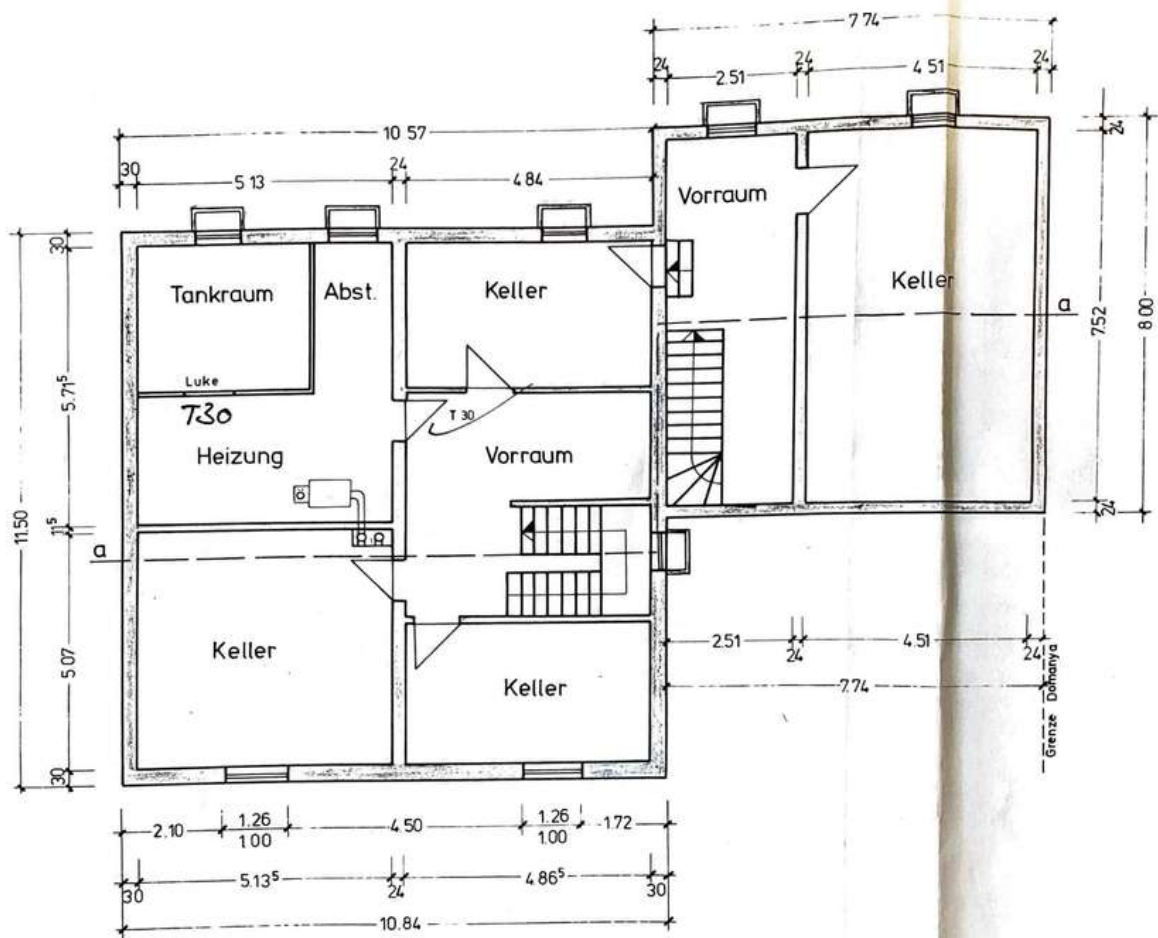 7.74
24
2.51
24
4.51
24
10.57
30
5.13
24
4.84
24
Vorraum
Keller
Tankraum
Abst.
Keller
a
7.52
8.00
30
5.71⁵
11.50
Luke
T30
T 30
Heizung
Vorraum
24
11⁵
a
5.07
Keller
Keller
2.51
24
4.51
24
7.74
Grenze Domanya
30
2.10
1.26
1.00
4.50
1.26
1.00
1.72
30
5.13⁵
24
4.86⁵
30
10.84